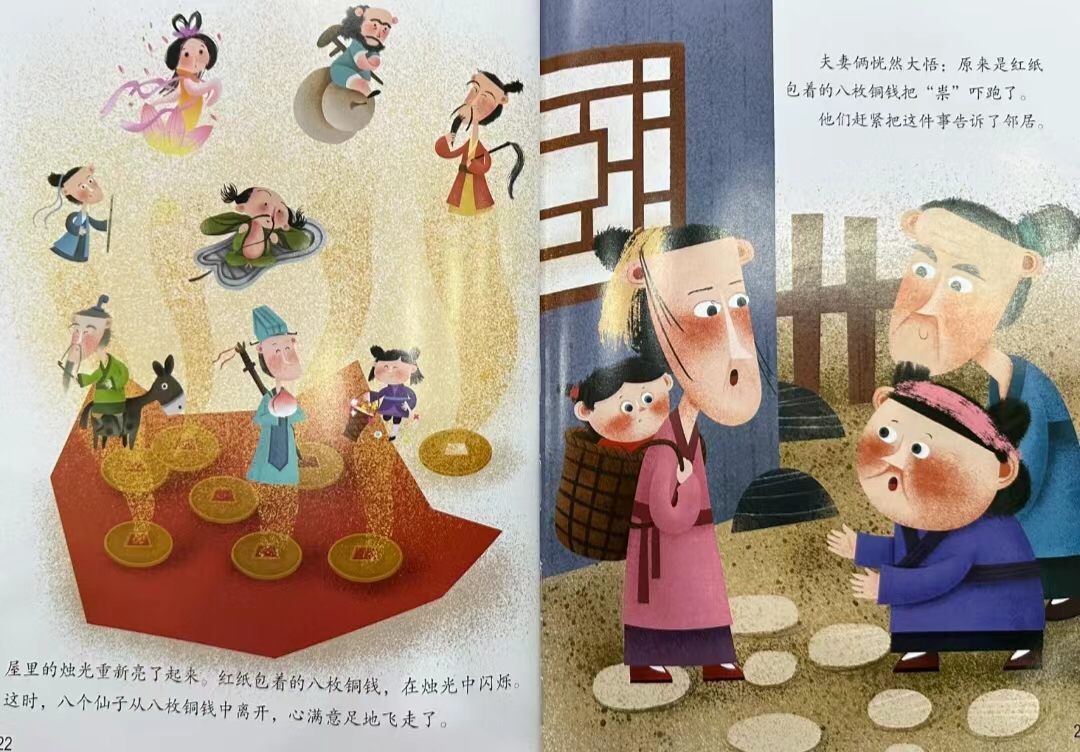 屋里的烛光重新亮了起来。红纸包着的八枚铜钱，在烛光中闪烁。
这时，八个仙子从八枚铜钱中离开，心满意足地飞走了。
22
夫妻俩恍然大悟：原来是红纸
包着的八枚铜钱把“祟”吓跑了。
他们赶紧把这件事告诉了邻居。